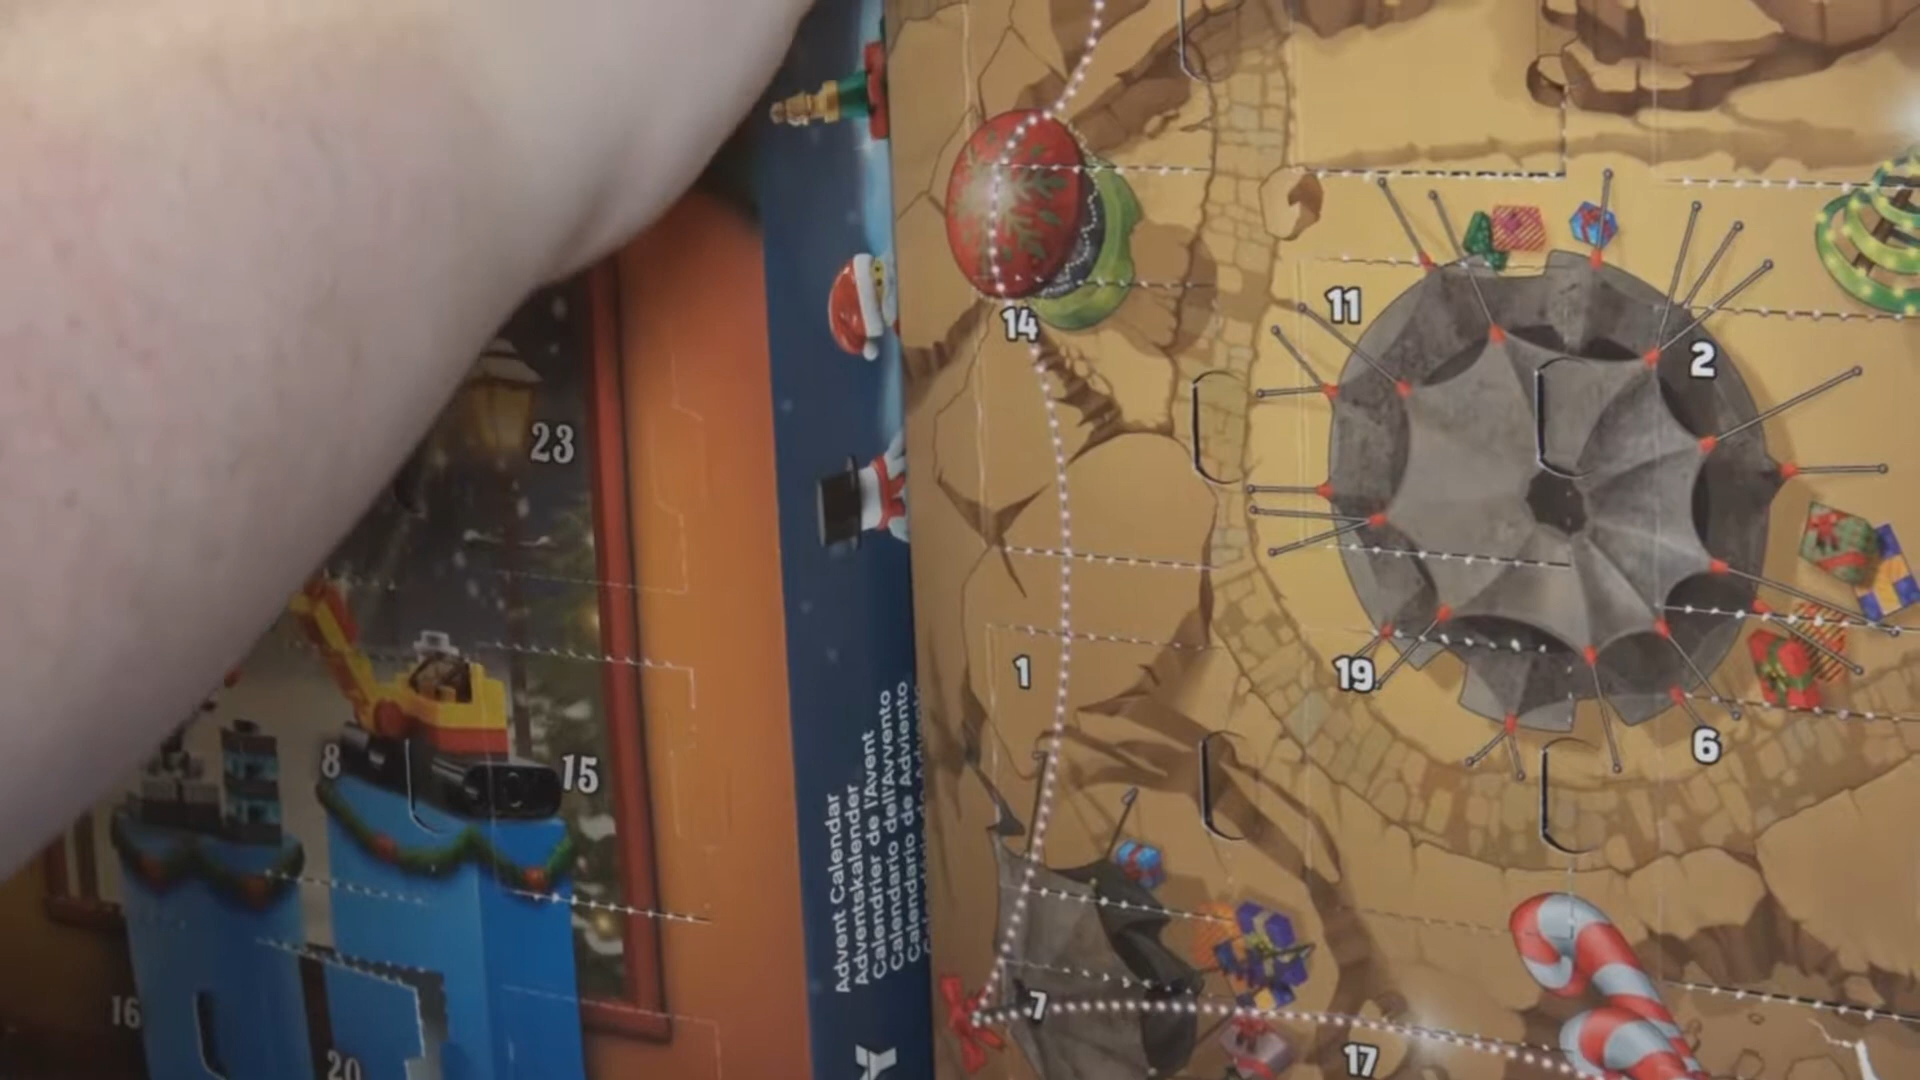 23
8
15
16
20
Advent Calendar
Adventskalender
Calendrier de l'Avent
Calendario dell'Avvento
Calendario de Adviento
14
11
2
1
19
6
7
17